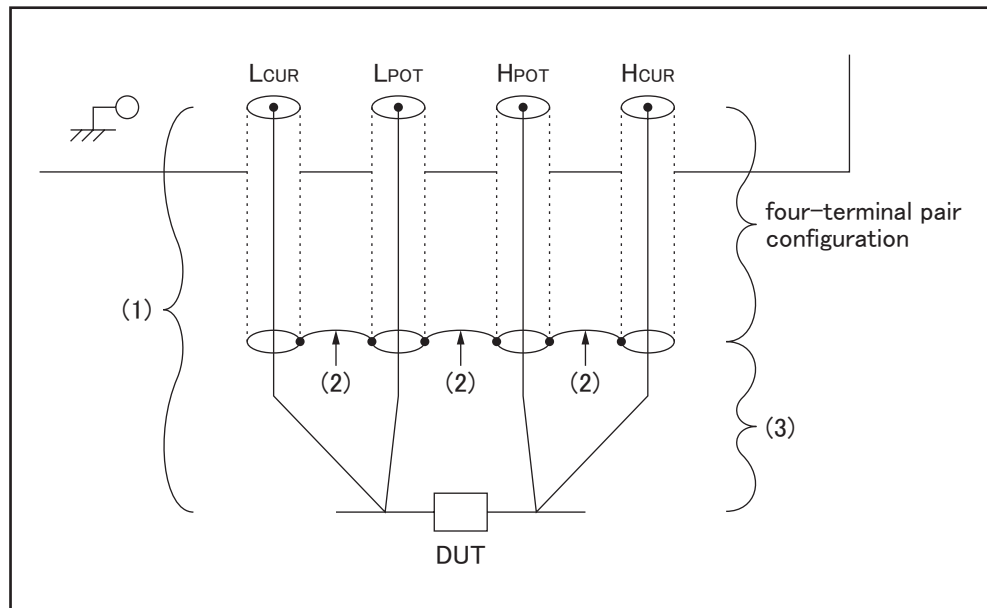 LCUR LPOT HPOT HCUR
four-terminal pair
configuration
(1)
(2) (2) (2)
(3)
DUT